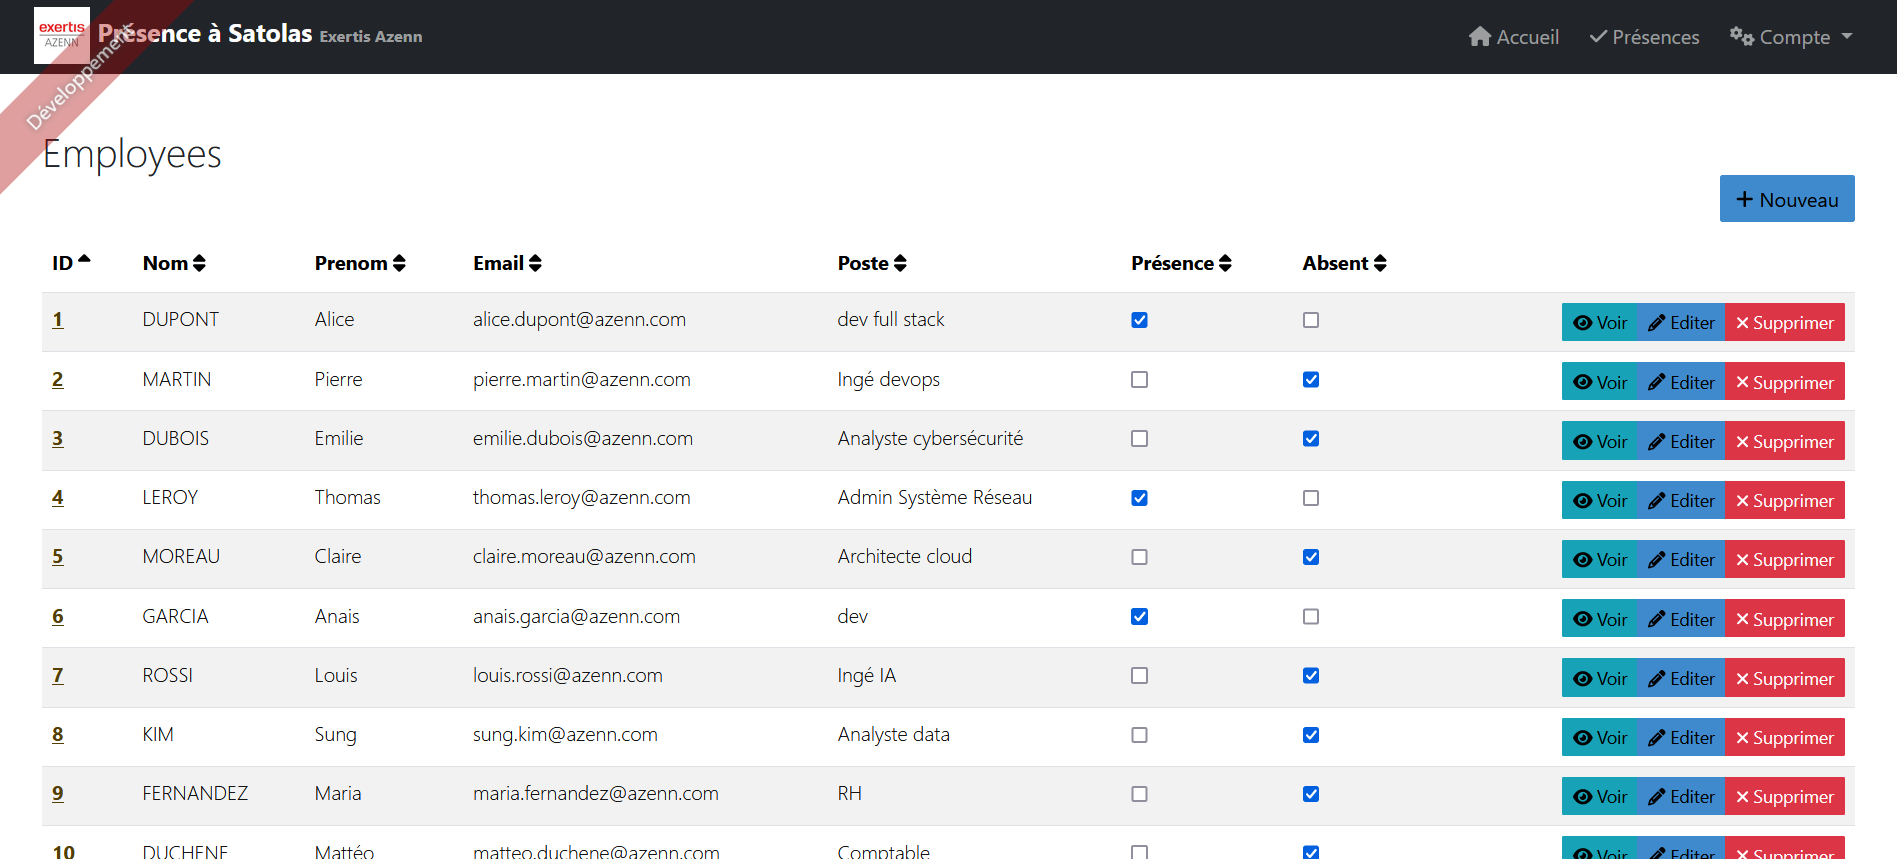 exertis
AZENN
Présence à Satolas Exertis Azenn
Accueil
Présences
Compte
Développement
Employees
Nouveau
ID Nom Prenom Email Poste Présence Absent
1 DUPONT Alice alice.dupont@azenn.com dev full stack Voir Editer Supprimer
2 MARTIN Pierre pierre.martin@azenn.com Ingé devops Voir Editer Supprimer
3 DUBOIS Emilie emilie.dubois@azenn.com Analyste cybersécurité Voir Editer Supprimer
4 LEROY Thomas thomas.leroy@azenn.com Admin Système Réseau Voir Editer Supprimer
5 MOREAU Claire claire.moreau@azenn.com Architecte cloud Voir Editer Supprimer
6 GARCIA Anais anais.garcia@azenn.com dev Voir Editer Supprimer
7 ROSSI Louis louis.rossi@azenn.com Ingé IA Voir Editer Supprimer
8 KIM Sung sung.kim@azenn.com Analyste data Voir Editer Supprimer
9 FERNANDEZ Maria maria.fernandez@azenn.com RH Voir Editer Supprimer
10 DUCHENE Mattéo matteo.duchene@azenn.com Comptable Voir Editer Supprimer